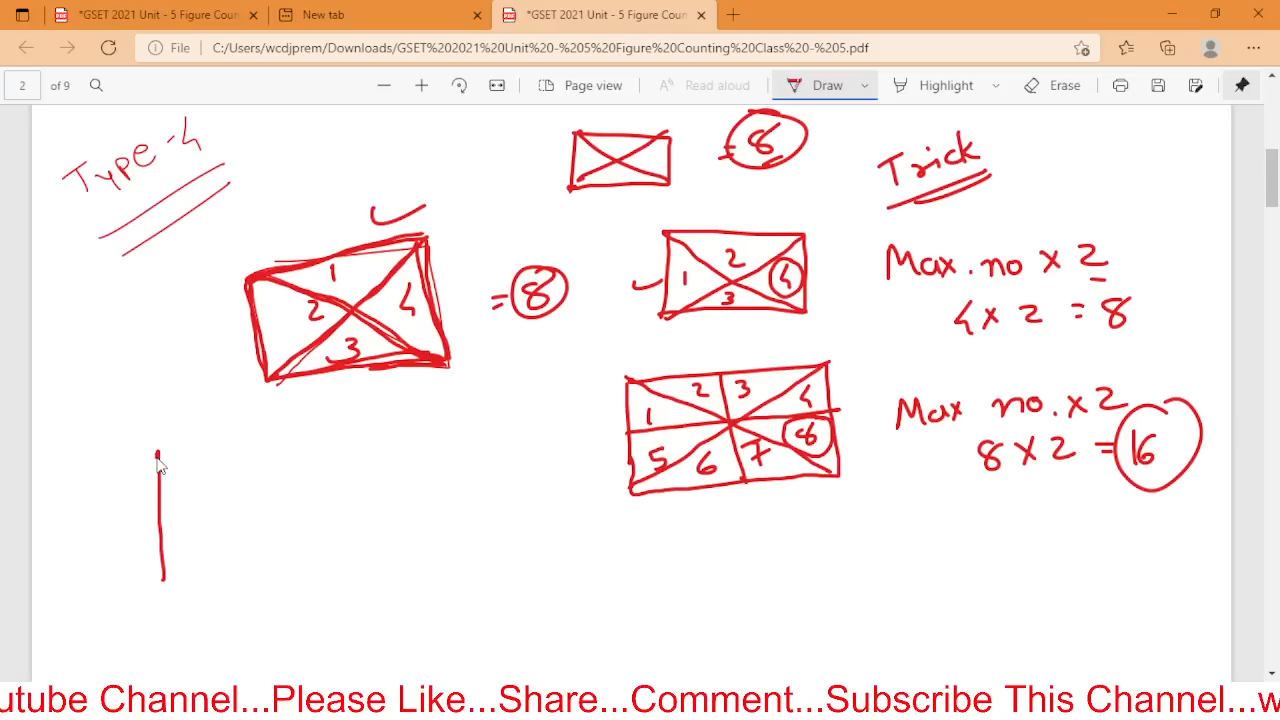 "GSET 2021 Unit - 5 Figure Coun
New tab
"GSET 2021 Unit - 5 Figure Coun
File
C:/Users/wcdjprem/Downloads/GSET%202021%20Unit%20-%205%20Figure%20Counting%20Class%20-%205.pdf
2 of 9
Page view
Read aloud
Draw
Highlight
Erase
Type-4
= 8
Trick
1
2
3
4
= 8
1
2
3
4
Max. no x 2
4 x 2 = 8
1
2
3
4
5
6
7
8
Max no. x 2
8 x 2 = 16
utube Channel...Please Like...Share...Comment...Subscribe This Channel...w